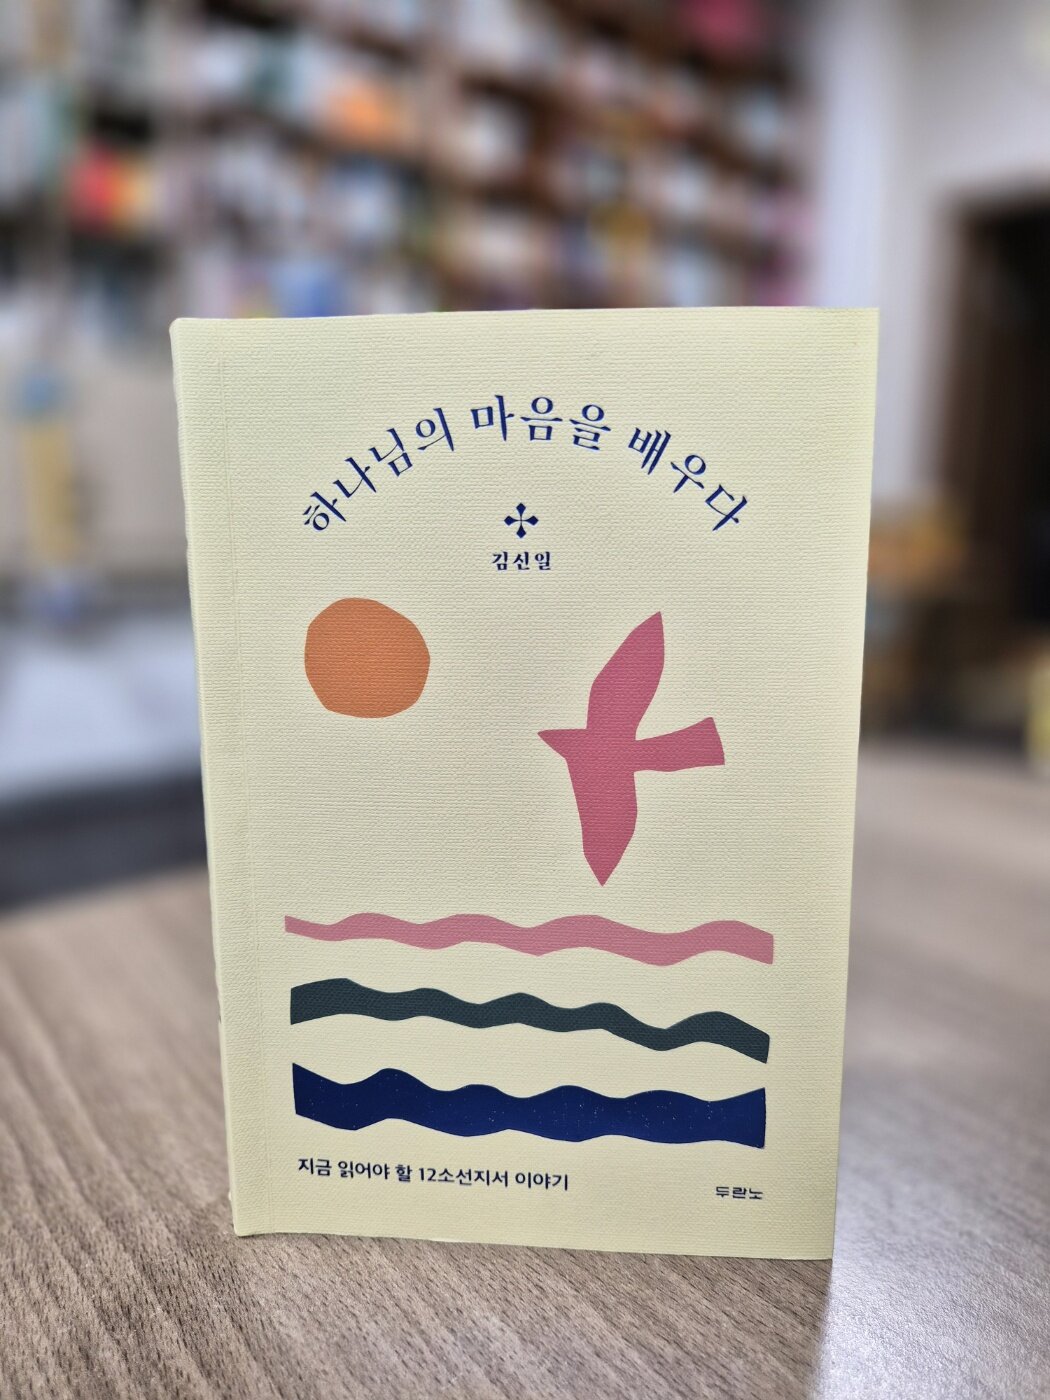 하나님의 마음을 배우다
김신일
지금 읽어야 할 12소선지서 이야기
두란노